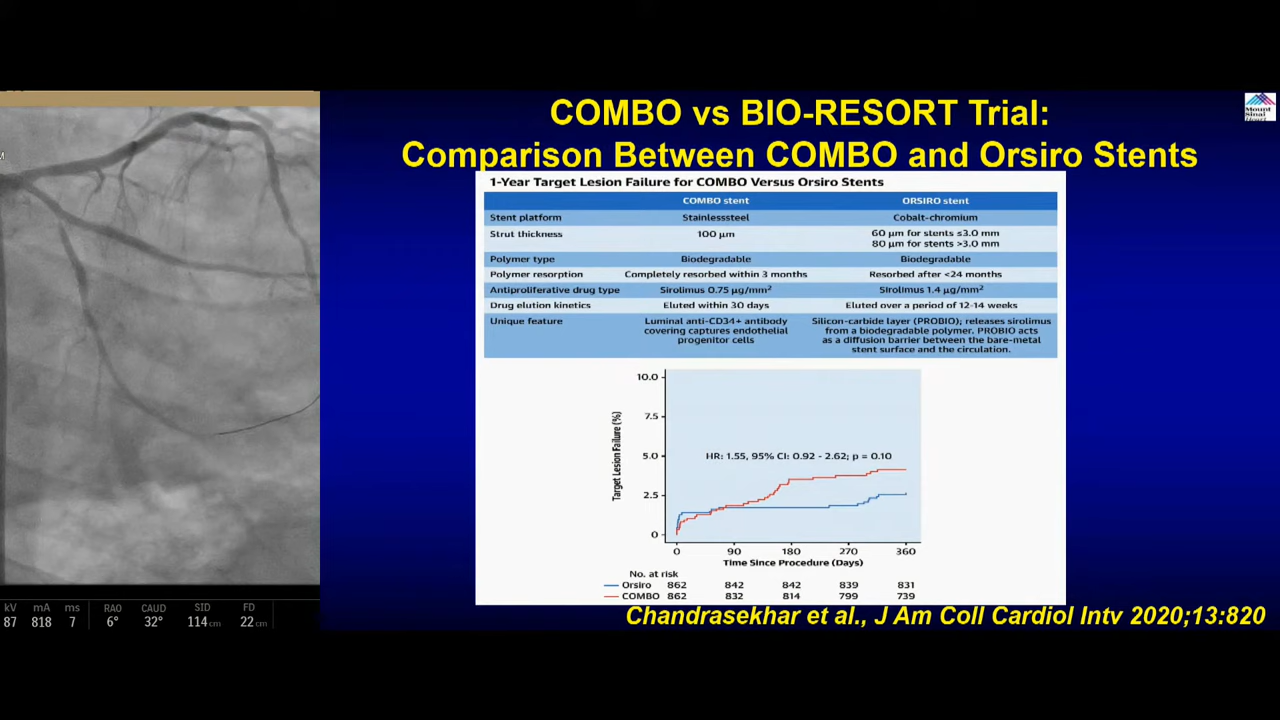 COMBO vs BIO-RESORT Trial:
Comparison Between COMBO and Orsiro Stents
Mount
Sinai
Heart
M
1-Year Target Lesion Failure for COMBO Versus Orsiro Stents
COMBO stent ORSIRO stent
Stent platform Stainlesssteel Cobalt-chromium
Strut thickness 100 μm 60 μm for stents ≤3.0 mm
80 μm for stents >3.0 mm
Polymer type Biodegradable Biodegradable
Polymer resorption Completely resorbed within 3 months Resorbed after <24 months
Antiproliferative drug type Sirolimus 0.75 μg/mm² Sirolimus 1.4 μg/mm²
Drug elution kinetics Eluted within 30 days Eluted over a period of 12-14 weeks
Unique feature Luminal anti-CD34+ antibody Silicon-carbide layer (PROBIO); releases sirolimus
covering captures endothelial from a biodegradable polymer. PROBIO acts
progenitor cells as a diffusion barrier between the bare-metal
stent surface and the circulation.
10.0
7.5
5.0
2.5
0
Target Lesion Failure (%)
HR: 1.55, 95% CI: 0.92 - 2.62; p = 0.10
0 90 180 270 360
Time Since Procedure (Days)
No. at risk
Orsiro 862 842 842 839 831
COMBO 862 832 814 799 739
Chandrasekhar et al., J Am Coll Cardiol Intv 2020;13:820
kV mA ms RAO CAUD SID FD
87 818 7 6° 32° 114 cm 22 cm